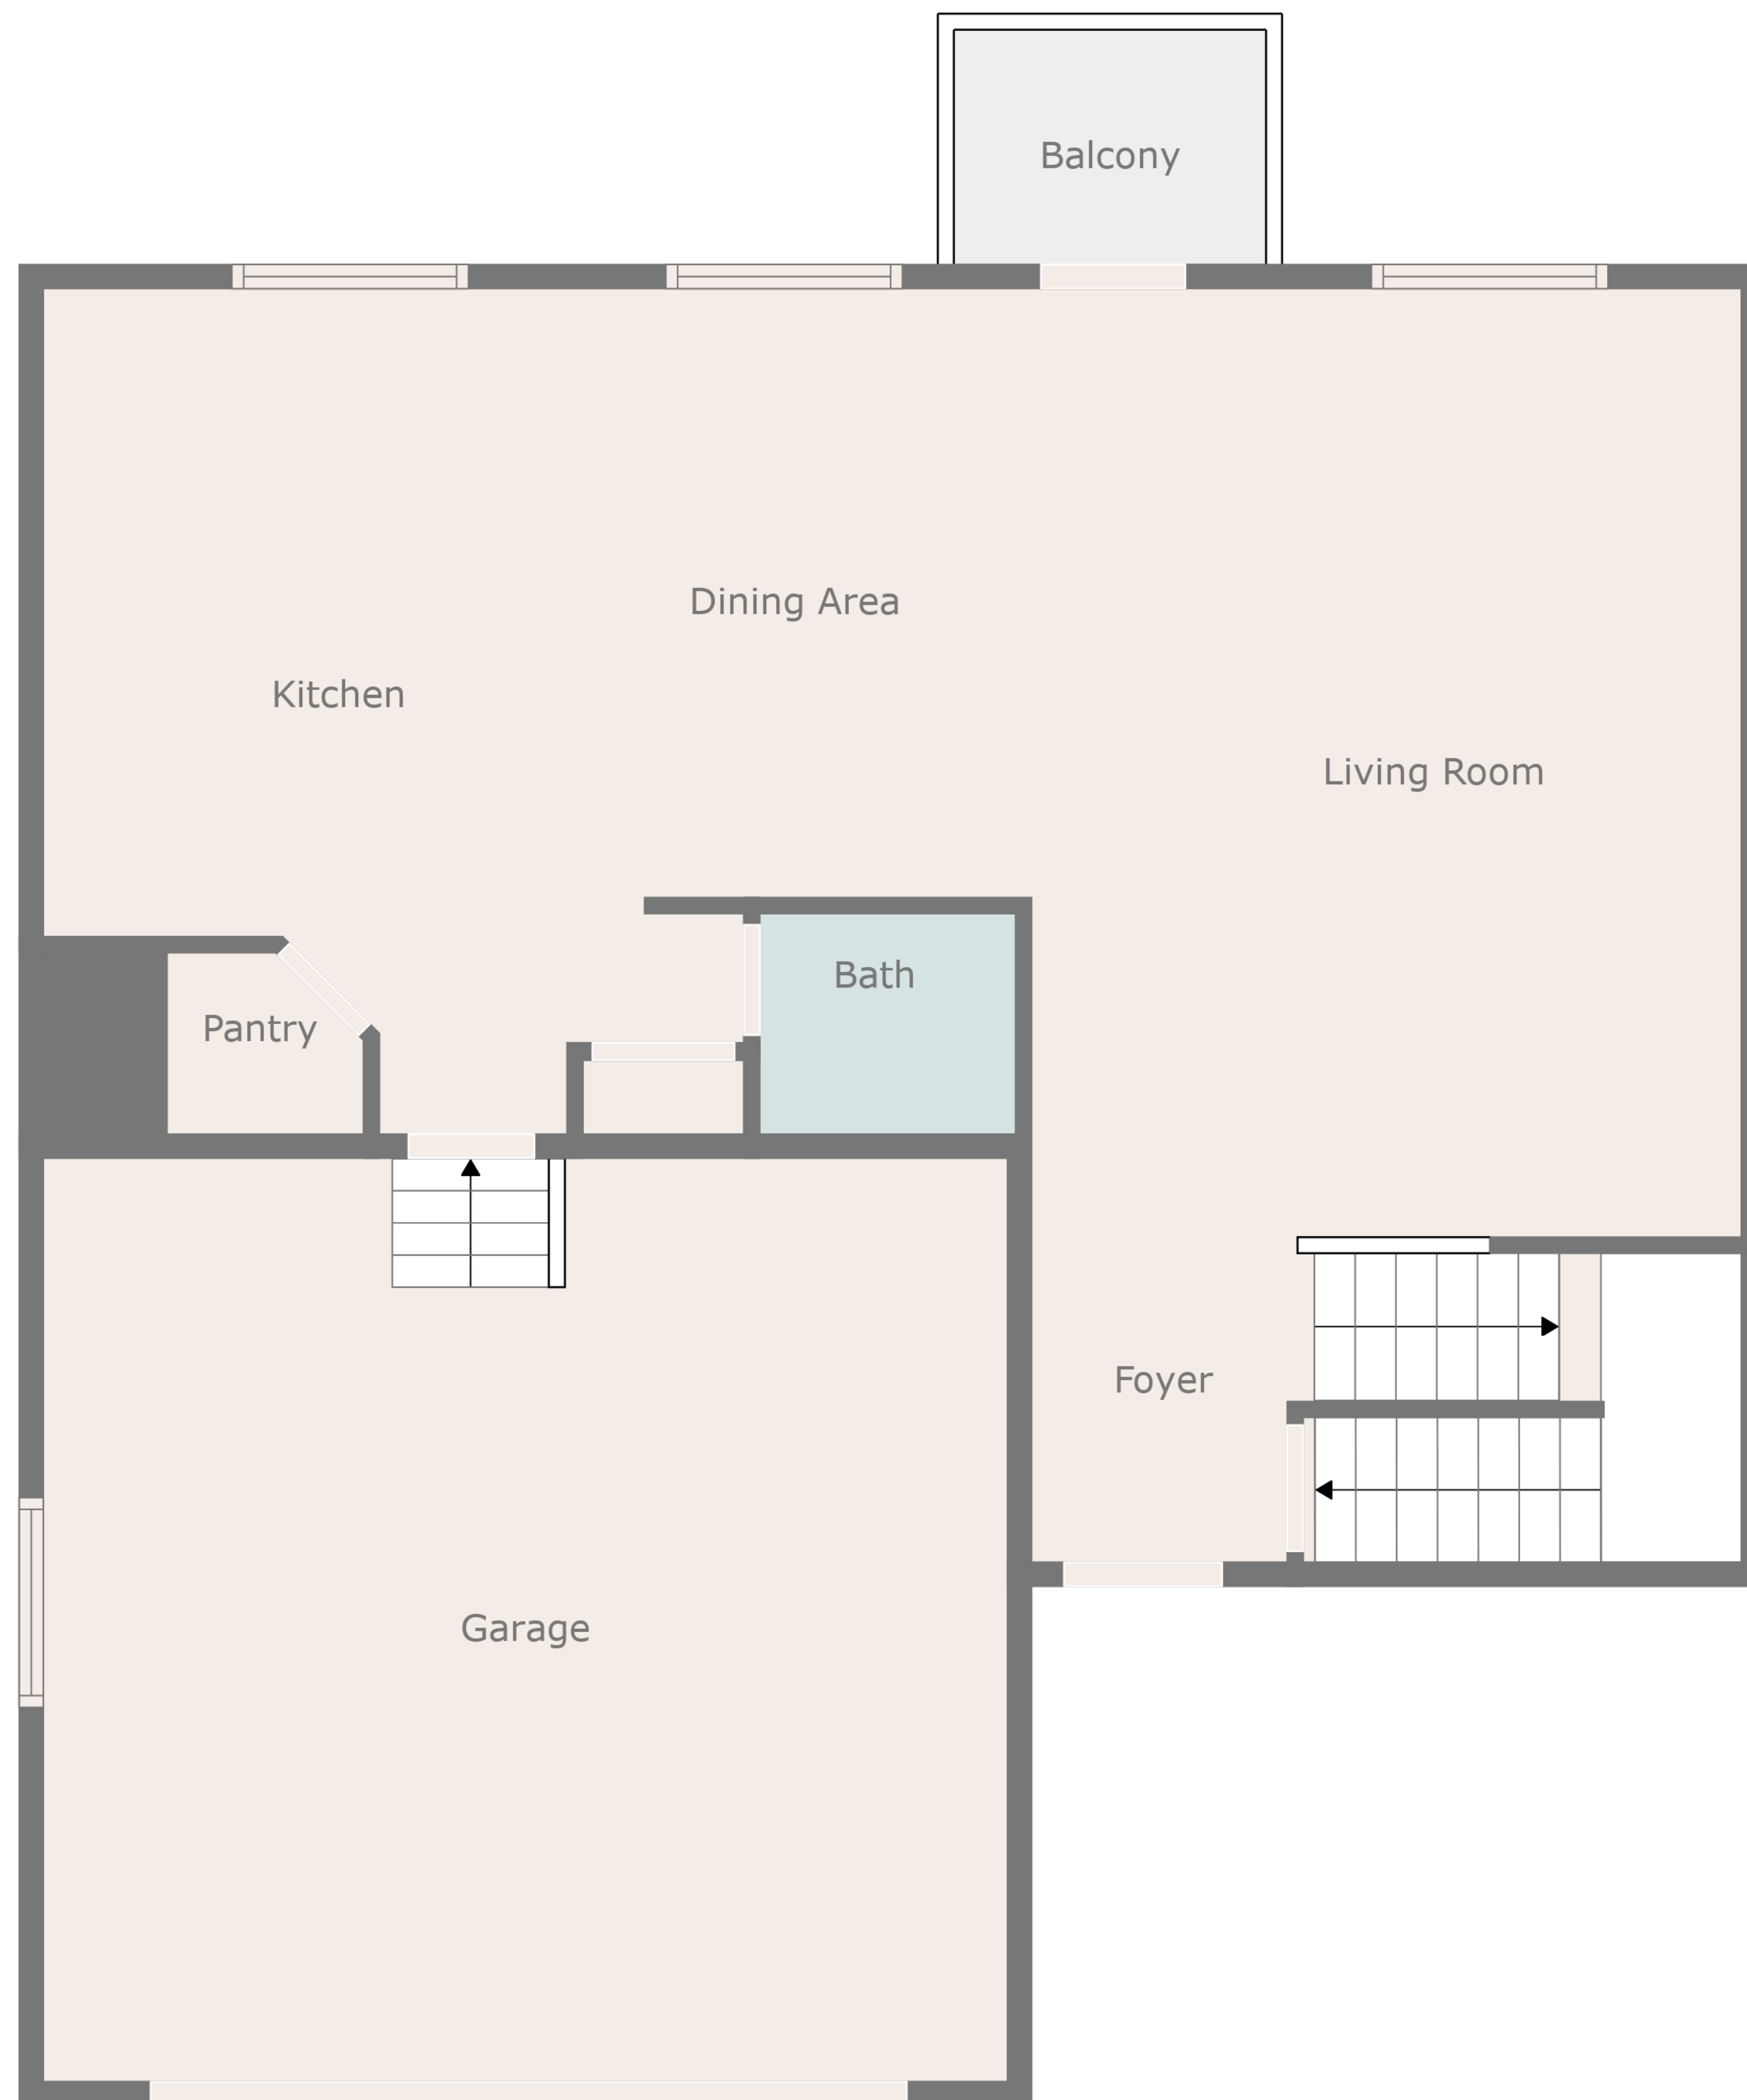 Balcony
Dining Area
Kitchen
Living Room
Bath
Pantry
Foyer
Garage